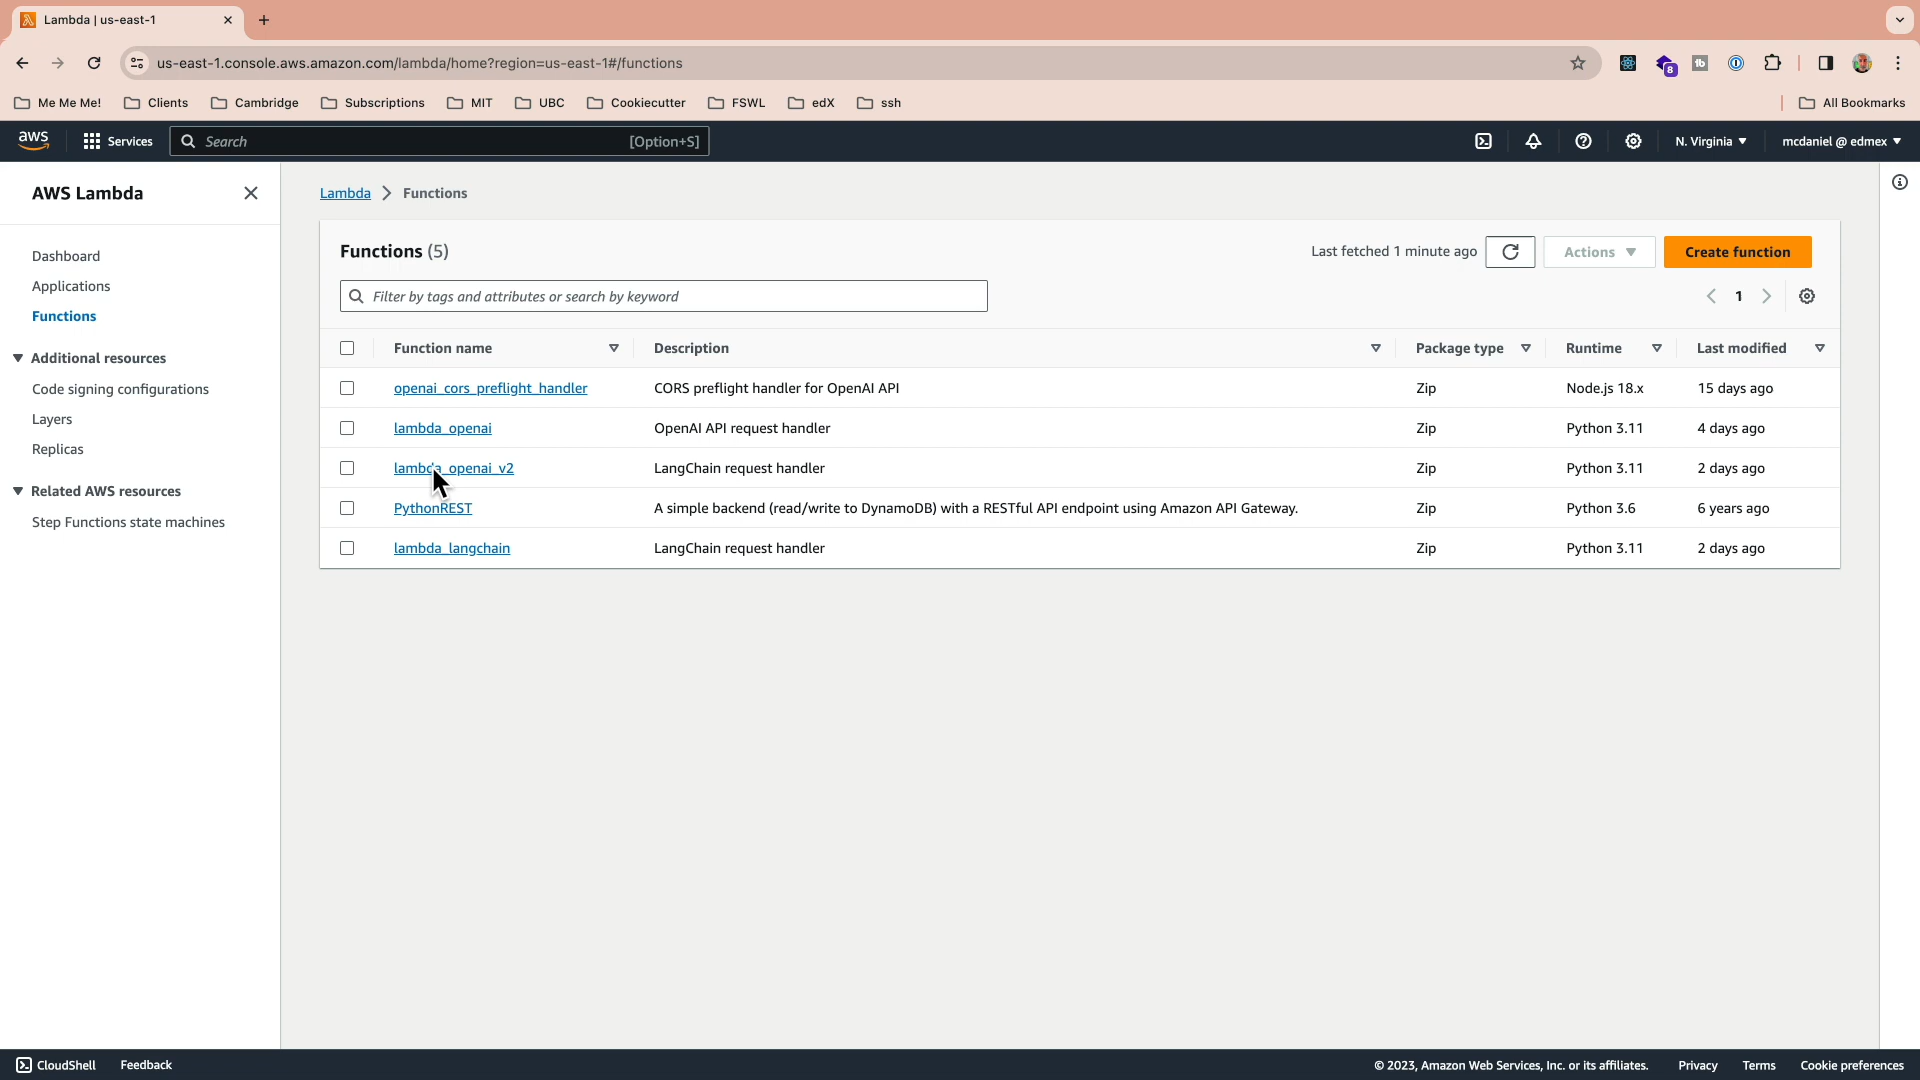 Lambda | us-east-1
us-east-1.console.aws.amazon.com/lambda/home?region=us-east-1#/functions
8
Me Me Me!
Clients
Cambridge
Subscriptions
MIT
UBC
Cookiecutter
FSWL
edX
ssh
All Bookmarks
aws
Services
Search
[Option+S]
N. Virginia
mcdaniel @ edmex
AWS Lambda
Dashboard
Applications
Functions
Additional resources
Code signing configurations
Layers
Replicas
Related AWS resources
Step Functions state machines
Lambda > Functions
Functions (5)
Last fetched 1 minute ago
Actions
Create function
Filter by tags and attributes or search by keyword
1
Function name Description Package type Runtime Last modified
openai_cors_preflight_handler CORS preflight handler for OpenAI API Zip Node.js 18.x 15 days ago
lambda_openai OpenAI API request handler Zip Python 3.11 4 days ago
lambda_openai_v2 LangChain request handler Zip Python 3.11 2 days ago
PythonREST A simple backend (read/write to DynamoDB) with a RESTful API endpoint using Amazon API Gateway. Zip Python 3.6 6 years ago
lambda_langchain LangChain request handler Zip Python 3.11 2 days ago
CloudShell
Feedback
© 2023, Amazon Web Services, Inc. or its affiliates.
Privacy
Terms
Cookie preferences